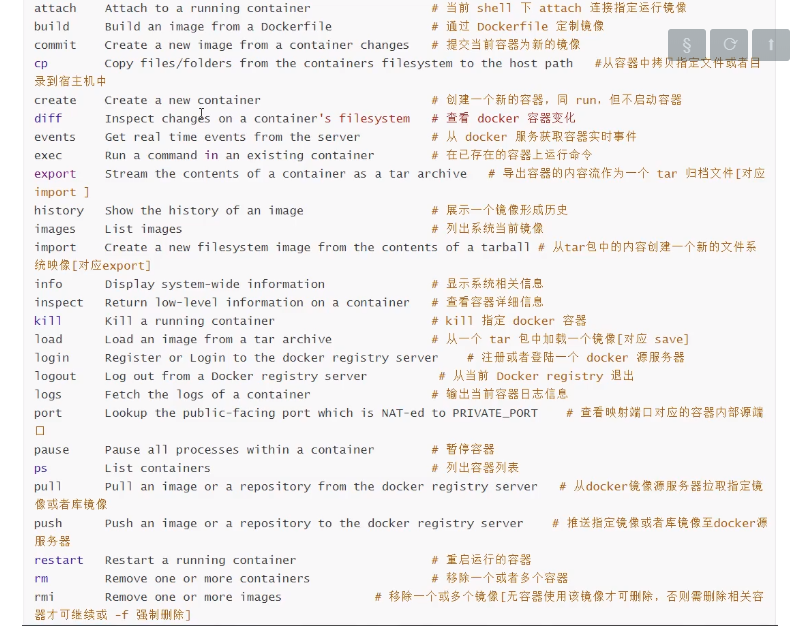 attach    Attach to a running container                  # 当前 shell 下 attach 连接指定运行镜像
build     Build an image from a Dockerfile              # 通过 Dockerfile 定制镜像
commit    Create a new image from a container changes   # 提交当前容器为新的镜像
cp        Copy files/folders from the containers filesystem to the host path   #从容器中拷贝指定文件或者目
录到宿主机中
create    Create a new container                        # 创建一个新的容器，同 run，但不启动容器
diff      Inspect changes on a container's filesystem   # 查看 docker 容器变化
events    Get real time events from the server          # 从 docker 服务获取容器实时事件
exec      Run a command in an existing container        # 在已存在的容器上运行命令
export    Stream the contents of a container as a tar archive   # 导出容器的内容流作为一个 tar 归档文件[对应
import ]
history   Show the history of an image                  # 展示一个镜像形成历史
images    List images                                   # 列出系统当前镜像
import    Create a new filesystem image from the contents of a tarball # 从tar包中的内容创建一个新的文件系
统映像[对应export]
info      Display system-wide information               # 显示系统相关信息
inspect   Return low-level information on a container   # 查看容器详细信息
kill      Kill a running container                      # kill 指定 docker 容器
load      Load an image from a tar archive              # 从一个 tar 包中加载一个镜像[对应 save]
login     Register or Login to the docker registry server    # 注册或者登陆一个 docker 源服务器
logout    Log out from a Docker registry server          # 从当前 Docker registry 退出
logs      Fetch the logs of a container                 # 输出当前容器日志信息
port      Lookup the public-facing port which is NAT-ed to PRIVATE_PORT    # 查看映射端口对应的容器内部源端
口
pause     Pause all processes within a container        # 暂停容器
ps        List containers                               # 列出容器列表
pull      Pull an image or a repository from the docker registry server   # 从docker镜像源服务器拉取指定镜
像或者库镜像
push      Push an image or a repository to the docker registry server    # 推送指定镜像或者库镜像至docker源
服务器
restart   Restart a running container                   # 重启运行的容器
rm        Remove one or more containers                 # 移除一个或者多个容器
rmi       Remove one or more images             # 移除一个或多个镜像[无容器使用该镜像才可删除，否则需删除相关容
器才可继续或 -f 强制删除]